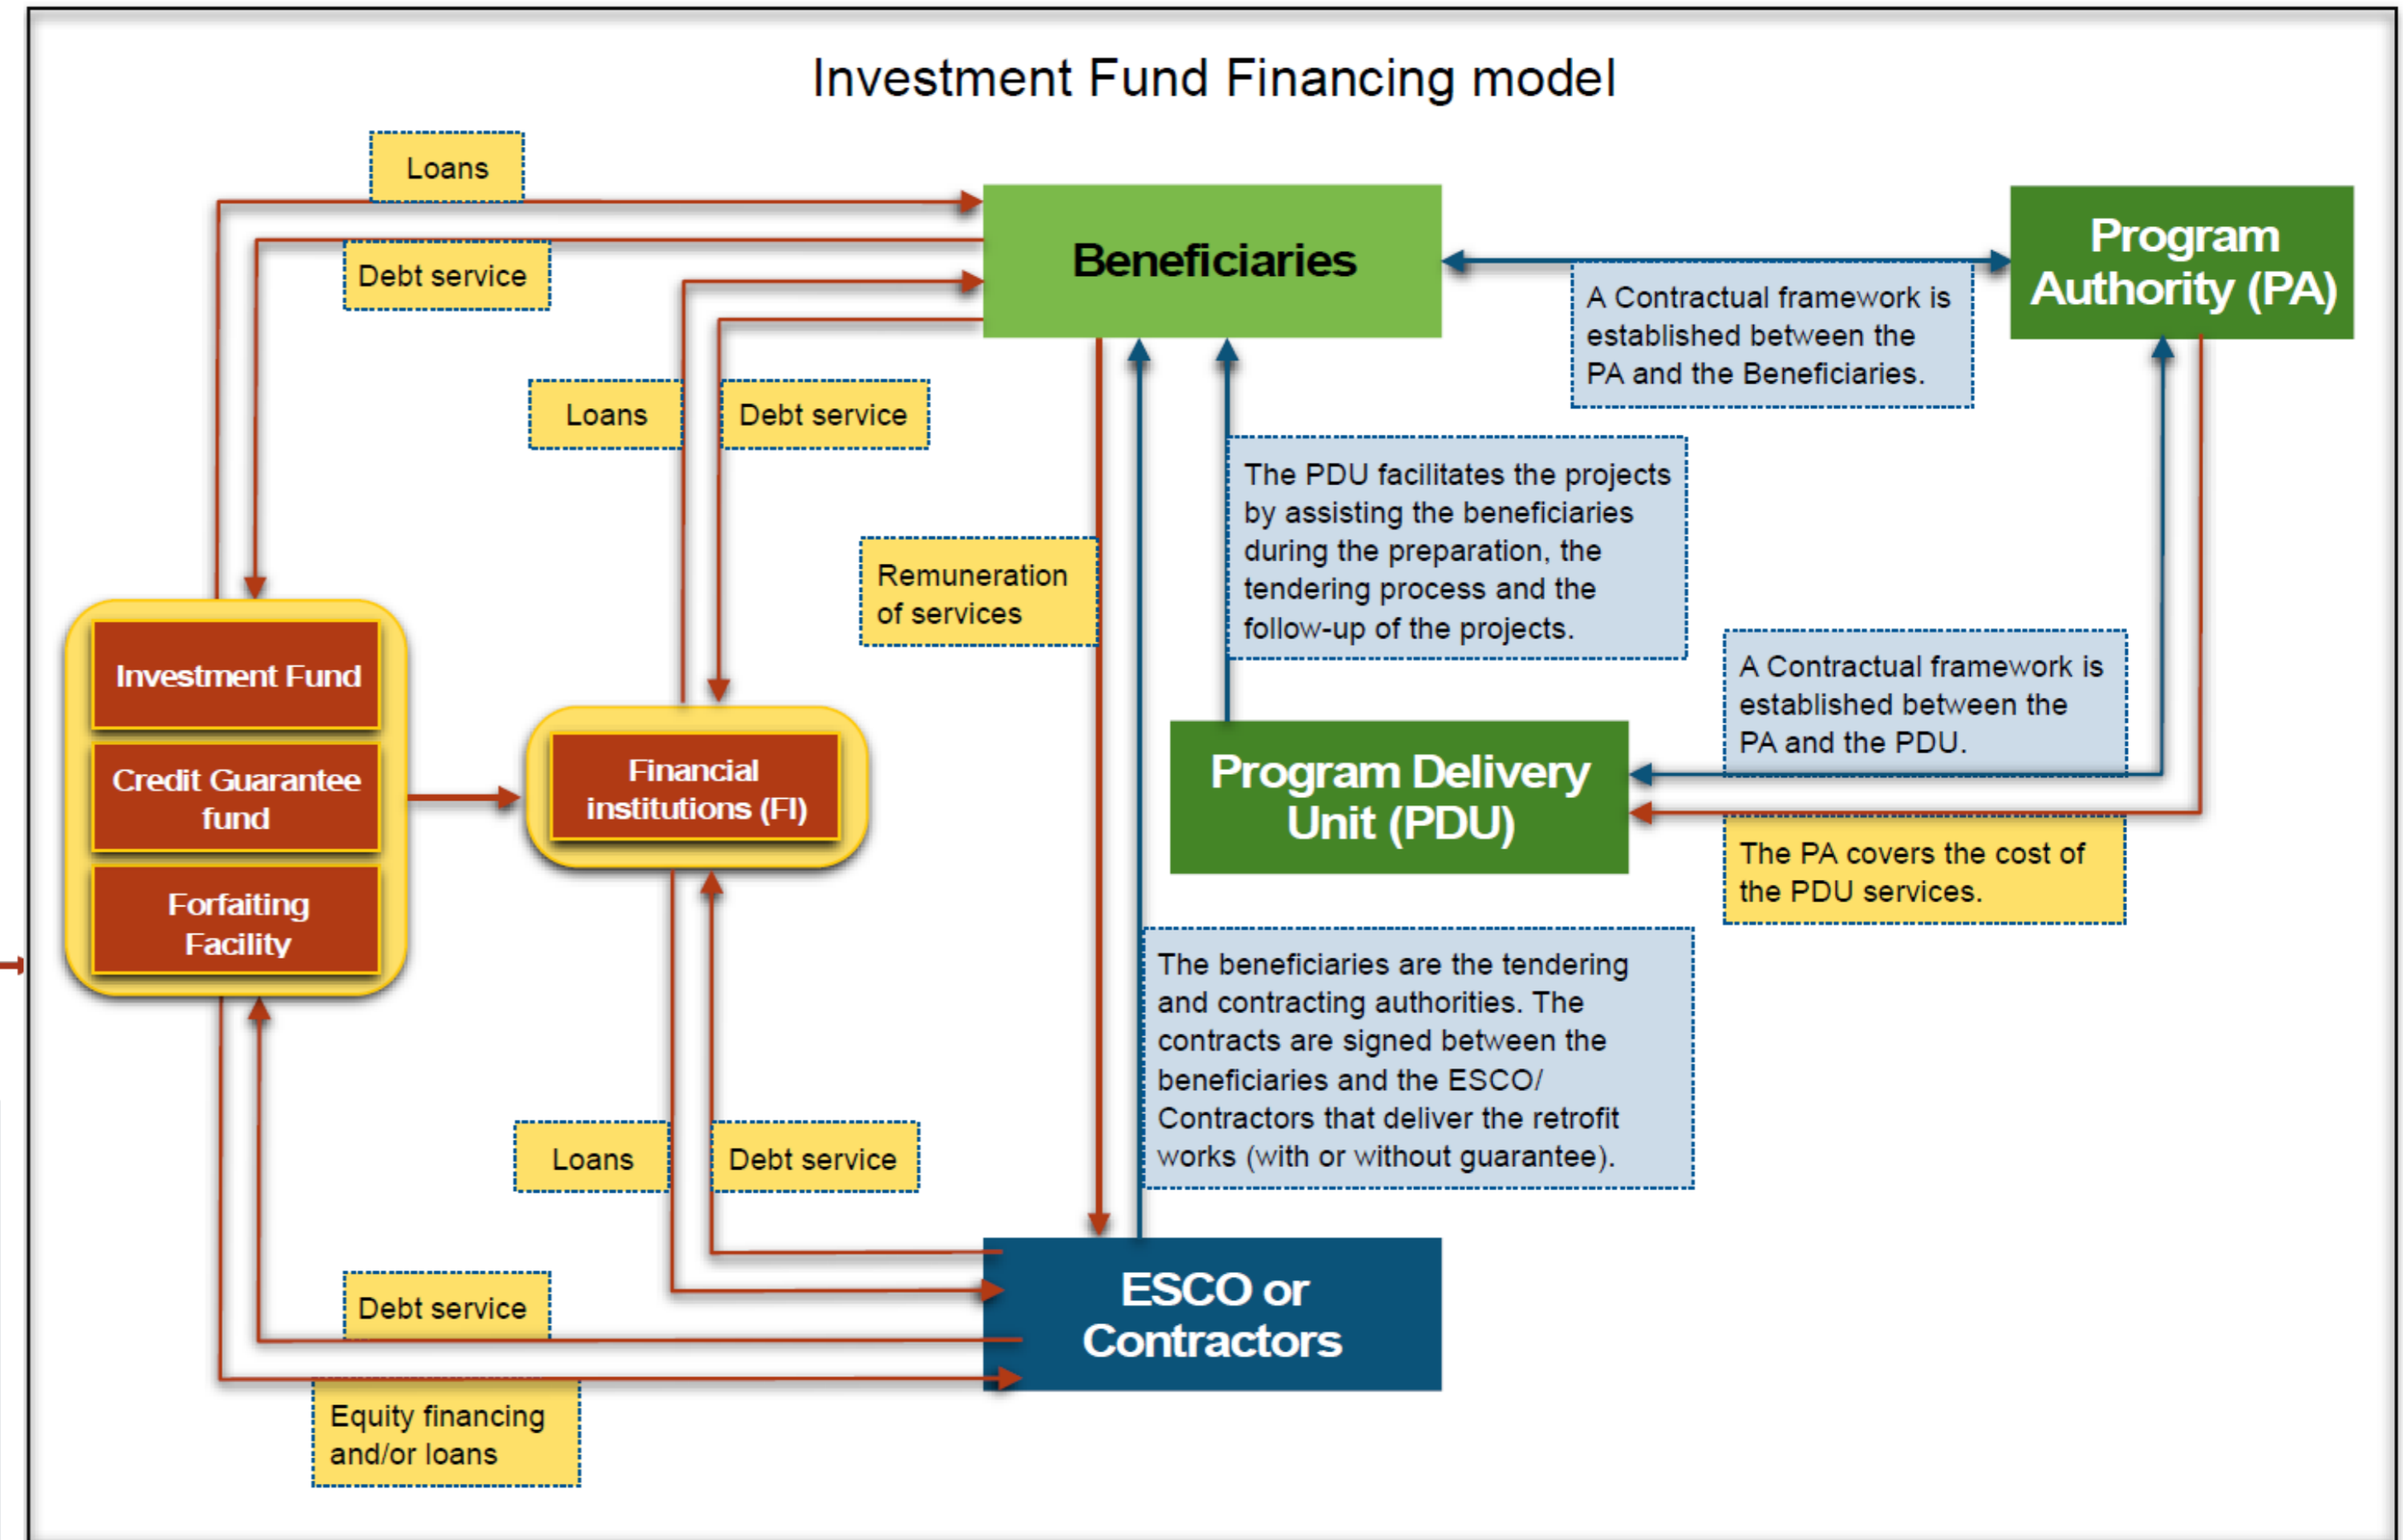 Investment Fund Financing model
Loans
Debt service
Beneficiaries
Program
Authority (PA)
A Contractual framework is
established between the
PA and the Beneficiaries.
Loans
Debt service
The PDU facilitates the projects
by assisting the beneficiaries
during the preparation, the
tendering process and the
follow-up of the projects.
Remuneration
of services
Investment Fund
Credit Guarantee
fund
Forfaiting
Facility
Financial
institutions (FI)
Program Delivery
Unit (PDU)
A Contractual framework is
established between the
PA and the PDU.
The PA covers the cost of
the PDU services.
The beneficiaries are the tendering
and contracting authorities. The
contracts are signed between the
beneficiaries and the ESCO/
Contractors that deliver the retrofit
works (with or without guarantee).
Loans
Debt service
Debt service
Equity financing
and/or loans
ESCO or
Contractors